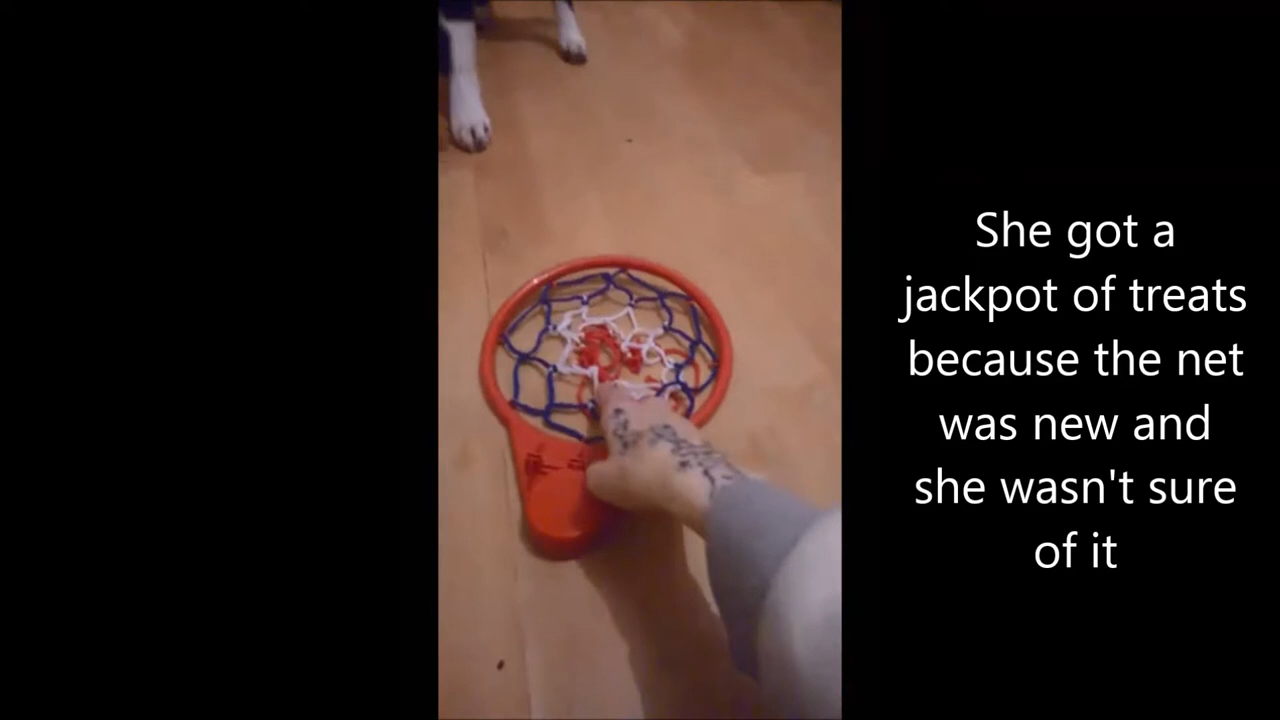 She got a
jackpot of treats
because the net
was new and
she wasn't sure
of it